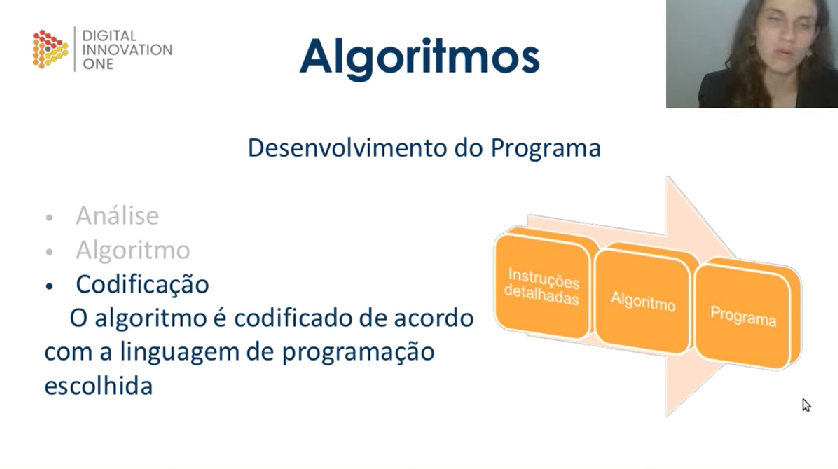 DIGITAL
INNOVATION
ONE
Algoritmos
Desenvolvimento do Programa
• Análise
• Algoritmo
• Codificação
O algoritmo é codificado de acordo
com a linguagem de programação
escolhida
Instruções
detalhadas
Algoritmo
Programa